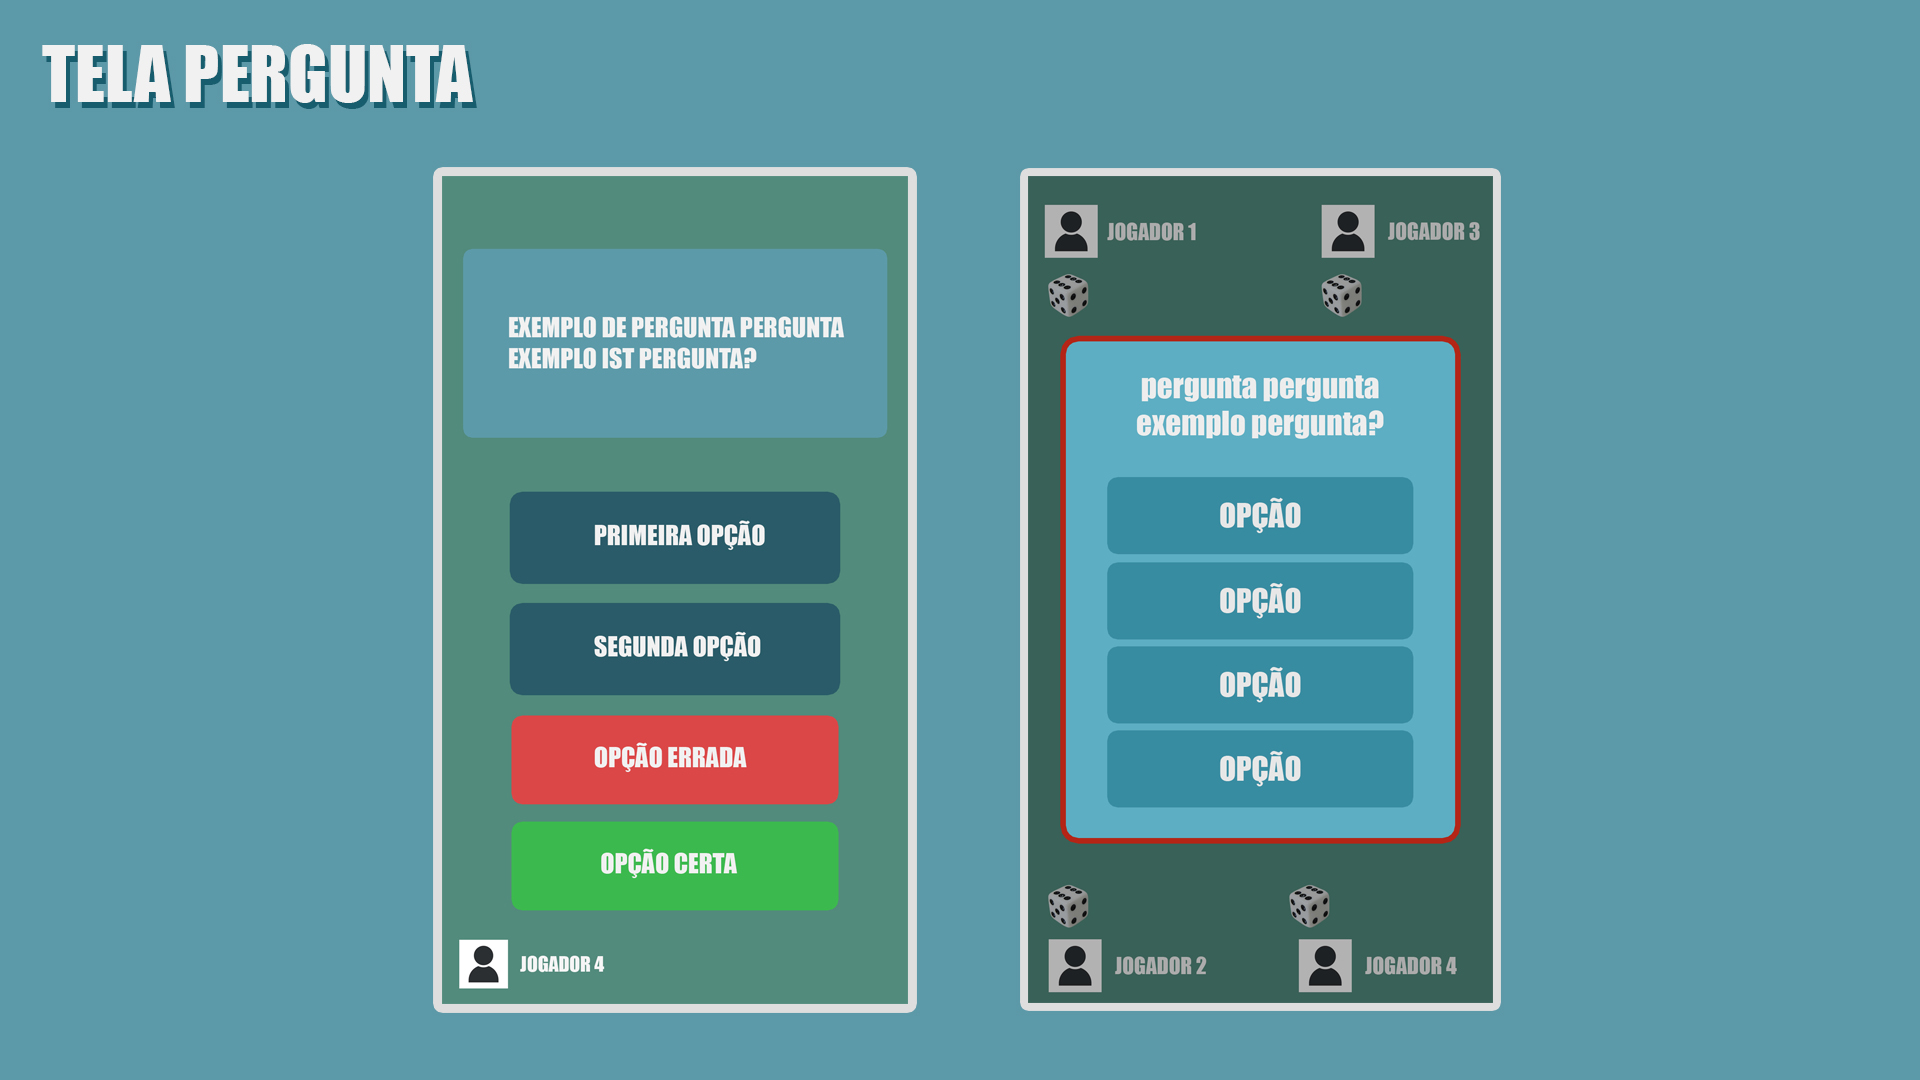 TELA PERGUNTA
EXEMPLO DE PERGUNTA PERGUNTA
EXEMPLO IST PERGUNTA?
PRIMEIRA OPÇÃO
SEGUNDA OPÇÃO
OPÇÃO ERRADA
OPÇÃO CERTA
JOGADOR 4
JOGADOR 1
JOGADOR 3
pergunta pergunta
exemplo pergunta?
OPÇÃO
OPÇÃO
OPÇÃO
OPÇÃO
JOGADOR 2
JOGADOR 4